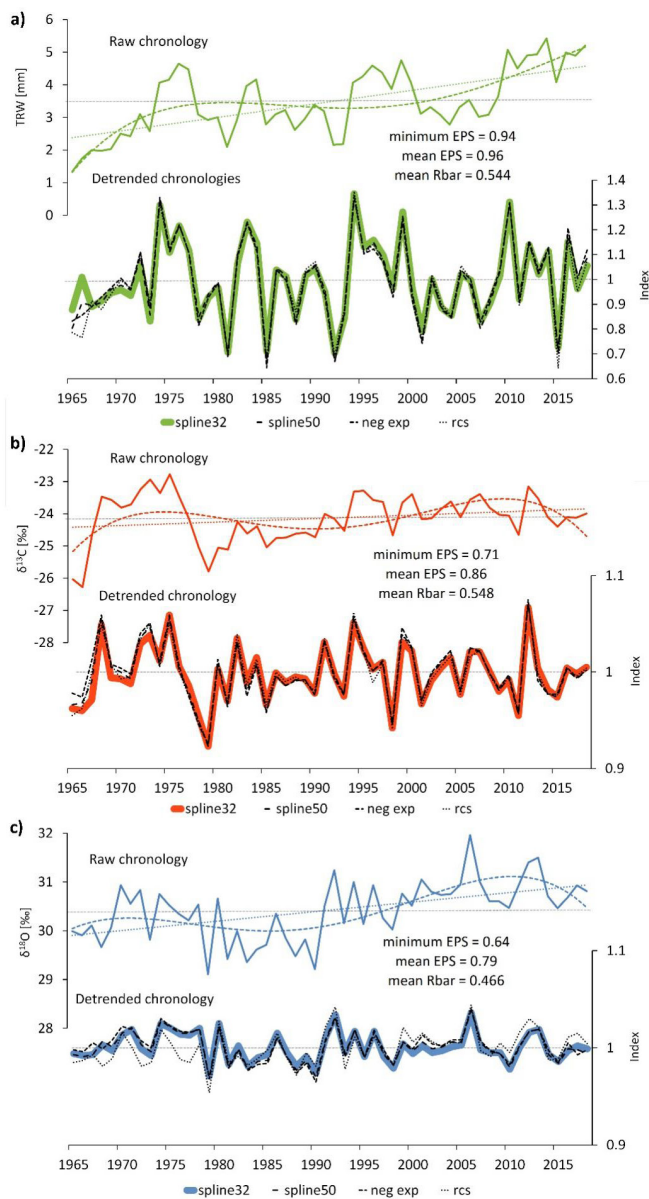 a)
6
5
4
3
2
1
0
TRW [mm]
Raw chronology
minimum EPS = 0.94
mean EPS = 0.96
mean Rbar = 0.544
Detrended chronologies
1.4
1.3
1.2
1.1
1
0.9
0.8
0.7
0.6
Index
1965 1970 1975 1980 1985 1990 1995 2000 2005 2010 2015
spline32 spline50 neg exp rcs
b)
-22
-23
-24
-25
-26
-27
-28
δ13C [‰]
Raw chronology
minimum EPS = 0.71
mean EPS = 0.86
mean Rbar = 0.548
Detrended chronology
1.1
1
0.9
Index
1965 1970 1975 1980 1985 1990 1995 2000 2005 2010 2015
spline32 spline50 neg exp rcs
c)
32
31
30
29
28
δ18O [‰]
Raw chronology
minimum EPS = 0.64
mean EPS = 0.79
mean Rbar = 0.466
Detrended chronology
1.1
1
0.9
Index
1965 1970 1975 1980 1985 1990 1995 2000 2005 2010 2015
spline32 spline50 neg exp rcs